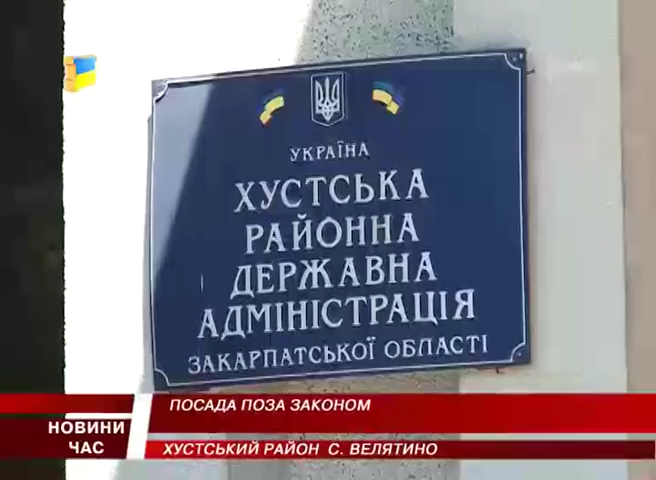 УКРАЇНА
ХУСТСЬКА
РАЙОННА
ДЕРЖАВНА
АДМІНІСТРАЦІЯ
ЗАКАРПАТСЬКОЇ ОБЛАСТІ
ПОСАДА ПОЗА ЗАКОНОМ
НОВИНИ
ЧАС
ХУСТСЬКИЙ РАЙОН С. ВЕЛЯТИНО